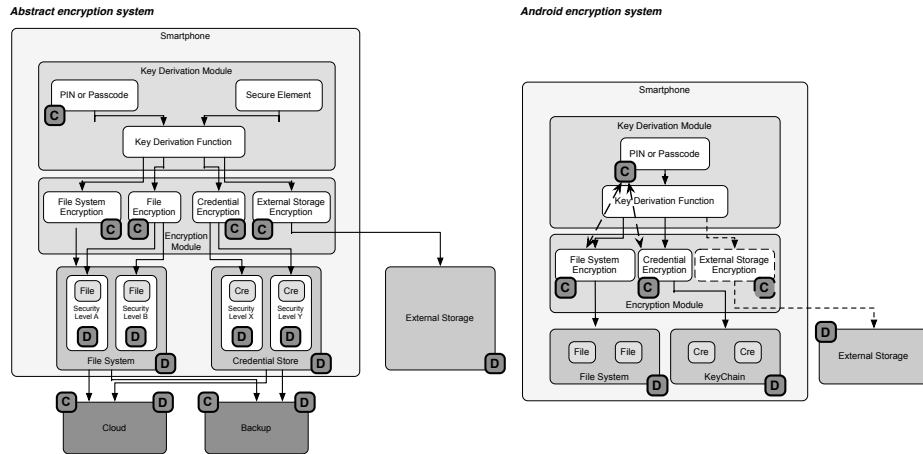 Abstract encryption system
Smartphone
Key Derivation Module
PIN or Passcode
Secure Element
C
Key Derivation Function
File System
Encryption
File
Encryption
Credential
Encryption
External Storage
Encryption
C
C
C
C
Encryption
Module
File
File
Cre
Cre
Security
Level A
Security
Level B
Security
Level X
Security
Level Y
D
D
D
D
File System
D
Credential Store
D
External Storage
D
C
D
C
D
Cloud
Backup
Android encryption system
Smartphone
Key Derivation Module
PIN or Passcode
C
Key Derivation Function
File System
Encryption
Credential
Encryption
External Storage
Encryption
C
C
C
Encryption Module
File
File
Cre
Cre
File System
D
KeyChain
D
D
External Storage